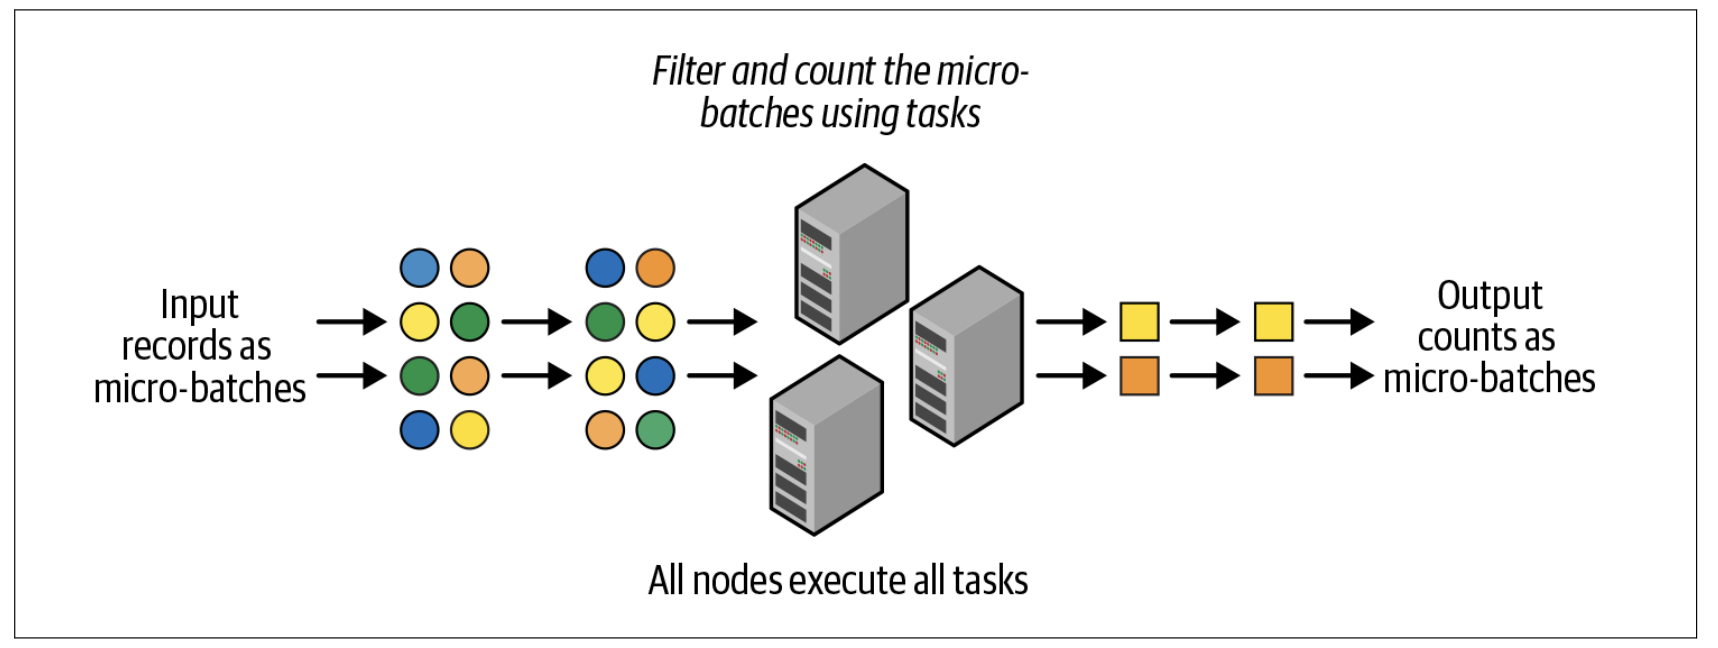 Filter and count the micro-
batches using tasks
Input
records as
micro-batches
Output
counts as
micro-batches
All nodes execute all tasks